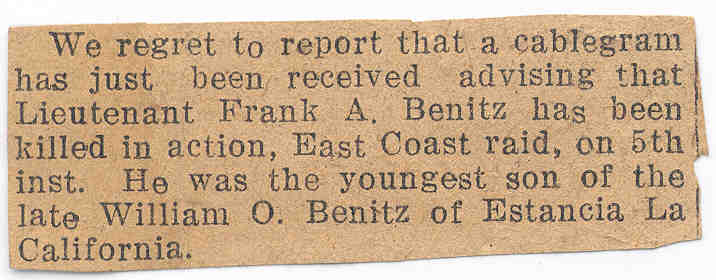 We regret to report that a cablegram
has just been received advising that
Lieutenant Frank A. Benitz has been
killed in action, East Coast raid, on 5th
inst. He was the youngest son of the
late William O. Benitz of Estancia La
California.